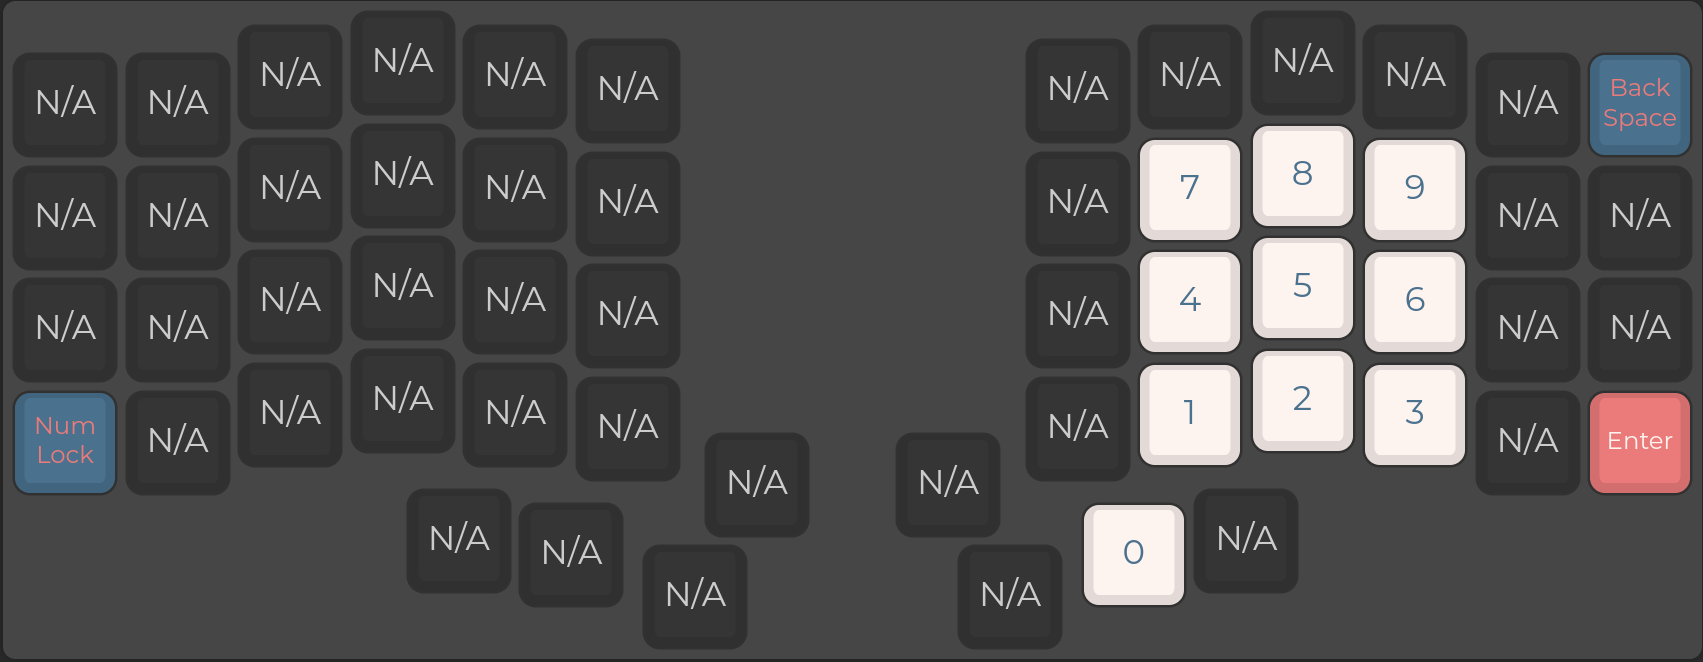 N/A N/A N/A N/A N/A N/A N/A N/A N/A N/A N/A Back
Space
N/A N/A N/A N/A N/A N/A N/A 7 8 9 N/A N/A
N/A N/A N/A N/A N/A N/A N/A 4 5 6 N/A N/A
Num
Lock N/A N/A N/A N/A N/A N/A 1 2 3 N/A Enter
N/A N/A
N/A N/A 0 N/A
N/A N/A